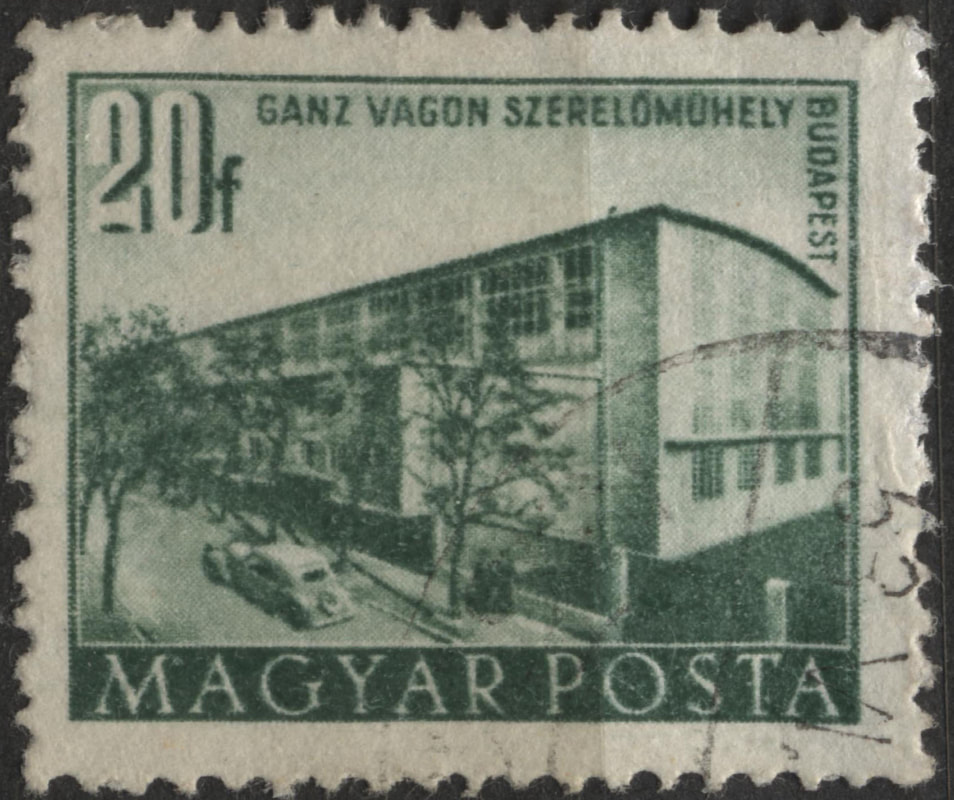 20f
GANZ VAGON SZERELŐMŰHELY
BUDAPEST
MAGYAR POSTA